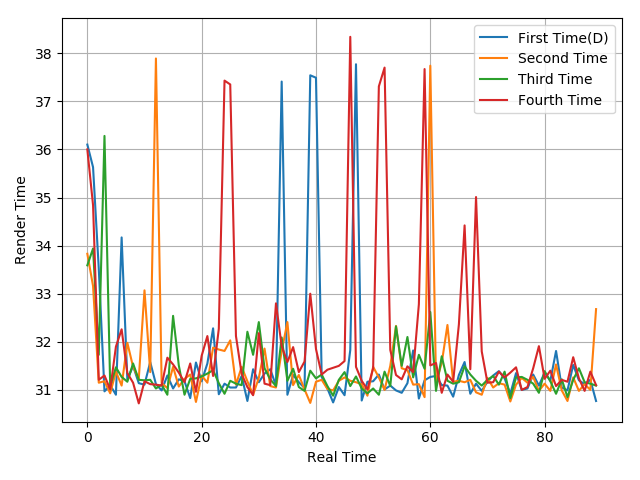 First Time(D)
Second Time
Third Time
Fourth Time
38
37
36
35
34
33
32
31
Render Time
0
20
40
60
80
Real Time